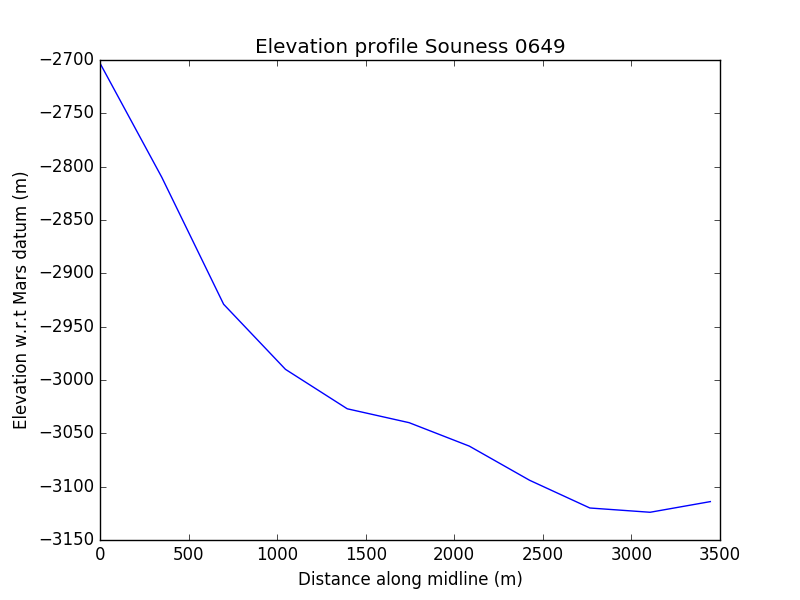 Elevation profile Souness 0649
−2700
−2750
−2800
−2850
−2900
−2950
−3000
−3050
−3100
−3150
Elevation w.r.t Mars datum (m)
0 500 1000 1500 2000 2500 3000 3500
Distance along midline (m)